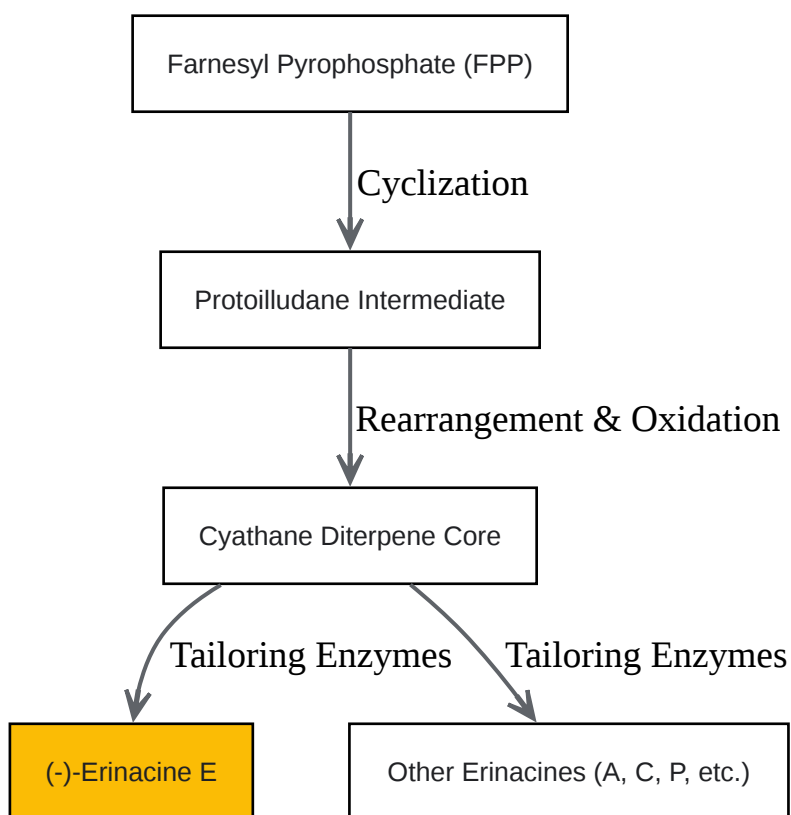 Farnesyl Pyrophosphate (FPP)
Cyclization
Protoilludane Intermediate
Rearrangement & Oxidation
Cyathane Diterpene Core
Tailoring Enzymes
Tailoring Enzymes
(-)-Erinacine E
Other Erinacines (A, C, P, etc.)